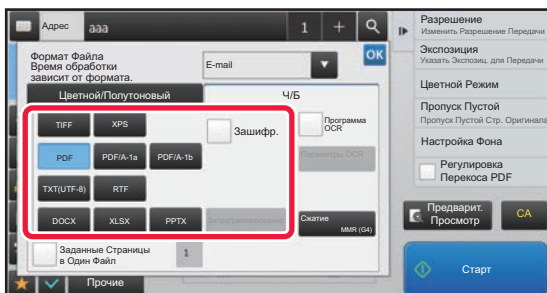 Адрес
aaa
1
+
Разрешение
Изменить Разрешение Передачи
Экспозиция
Указать Экспозиц. для Передачи
Цветной Режим
Пропуск Пустой
Пропуск Пустой Стр. Оригинала
Настройка Фона
Регулировка
Перекоса PDF
Предварит.
Просмотр
CA
Старт
Формат Файла
Время обработки
зависит от формата.
E-mail
OK
Цветной/Полутоновый
Ч/Б
TIFF
XPS
Зашифр.
Программа
OCR
PDF
PDF/A-1a
PDF/A-1b
Параметры OCR
TXT(UTF-8)
RTF
DOCX
XLSX
PPTX
Сжатие
MMR (G4)
Заданные Страницы
в Один Файл
1
Прочие